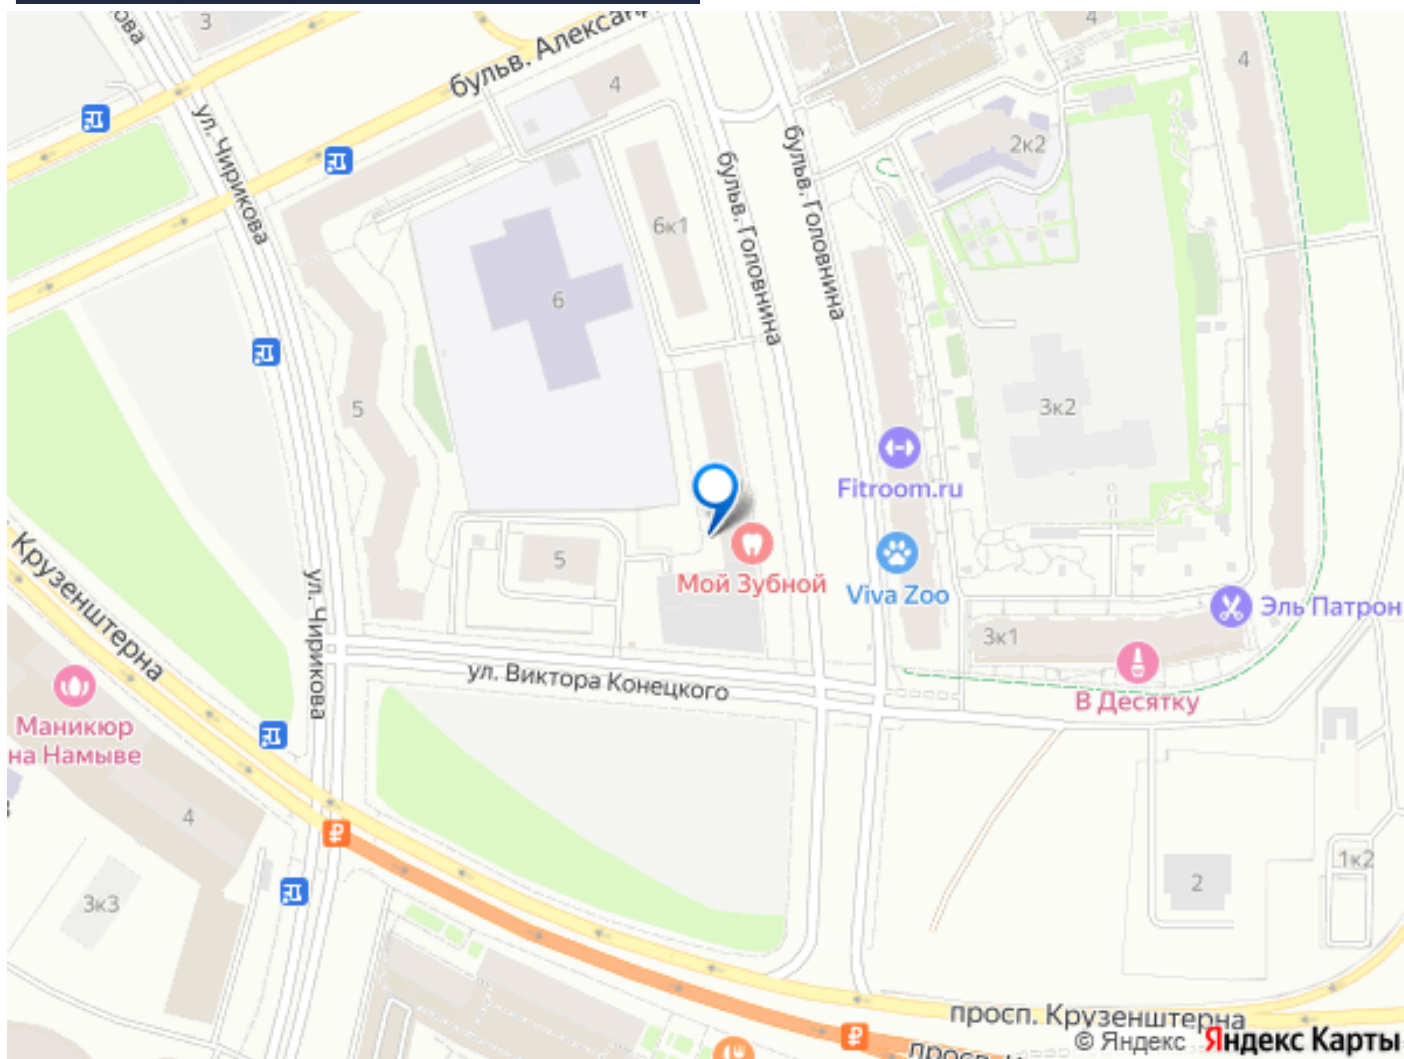 3
4
4
бульв. Александ
ул. Чирикова
4
бульв. Головнина
бульв. Головнина
2к2
6к1
6
5
3к2
Fitroom.ru
5
Мой Зубной
Viva Zoo
Эль Патрон
3к1
В Десятку
ул. Чирикова
ул. Виктора Конецкого
Крузенштерна
Маникюр
на Намыве
4
3к3
1к2
2
просп. Крузенштерна
© Яндекс Яндекс Карты